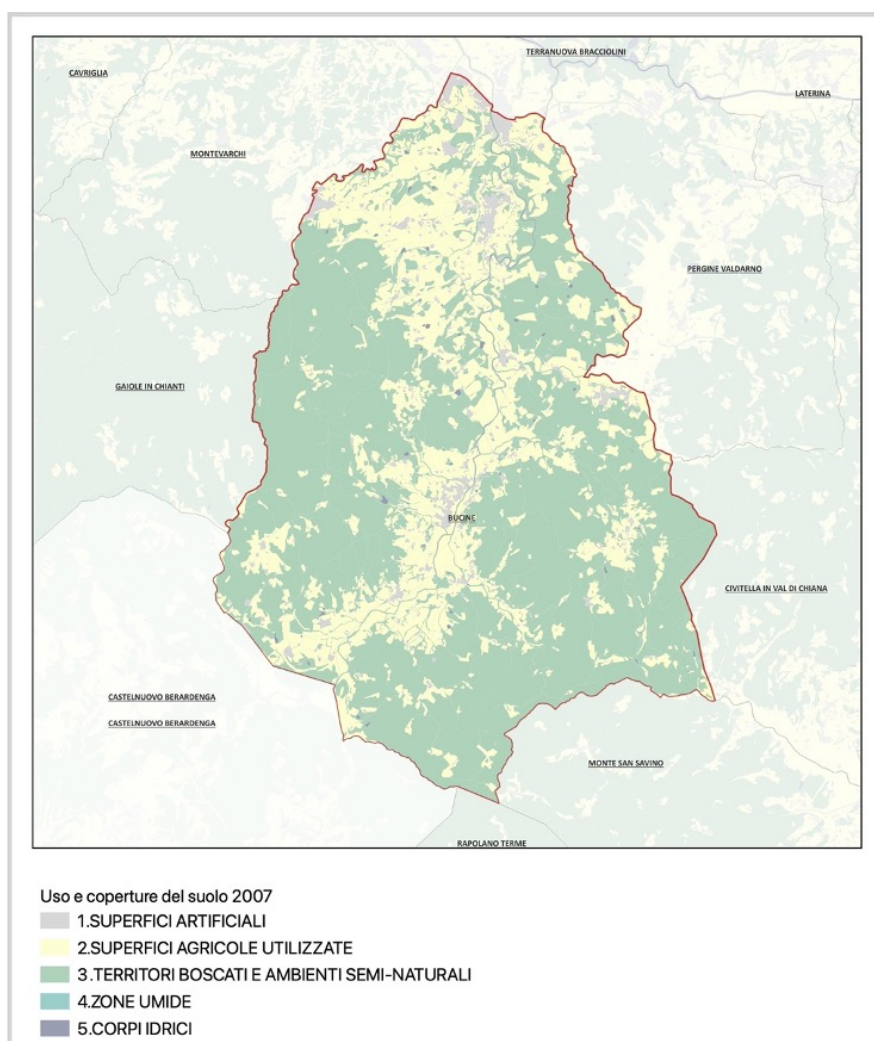 TERRANUOVA BRACCIOLINI
CAVRIGLIA
LATERINA
MONTEVARCHI
PERGINE VALDARNO
GAIOLE IN CHIANTI
BUCINE
CIVITELLA IN VAL DI CHIANA
CASTELNUOVO BERARDENGA
CASTELNUOVO BERARDENGA
MONTE SAN SAVINO
RAPOLANO TERME
Uso e coperture del suolo 2007
1.SUPERFICI ARTIFICIALI
2.SUPERFICI AGRICOLE UTILIZZATE
3.TERRITORI BOSCATI E AMBIENTI SEMI-NATURALI
4.ZONE UMIDE
5.CORPI IDRICI